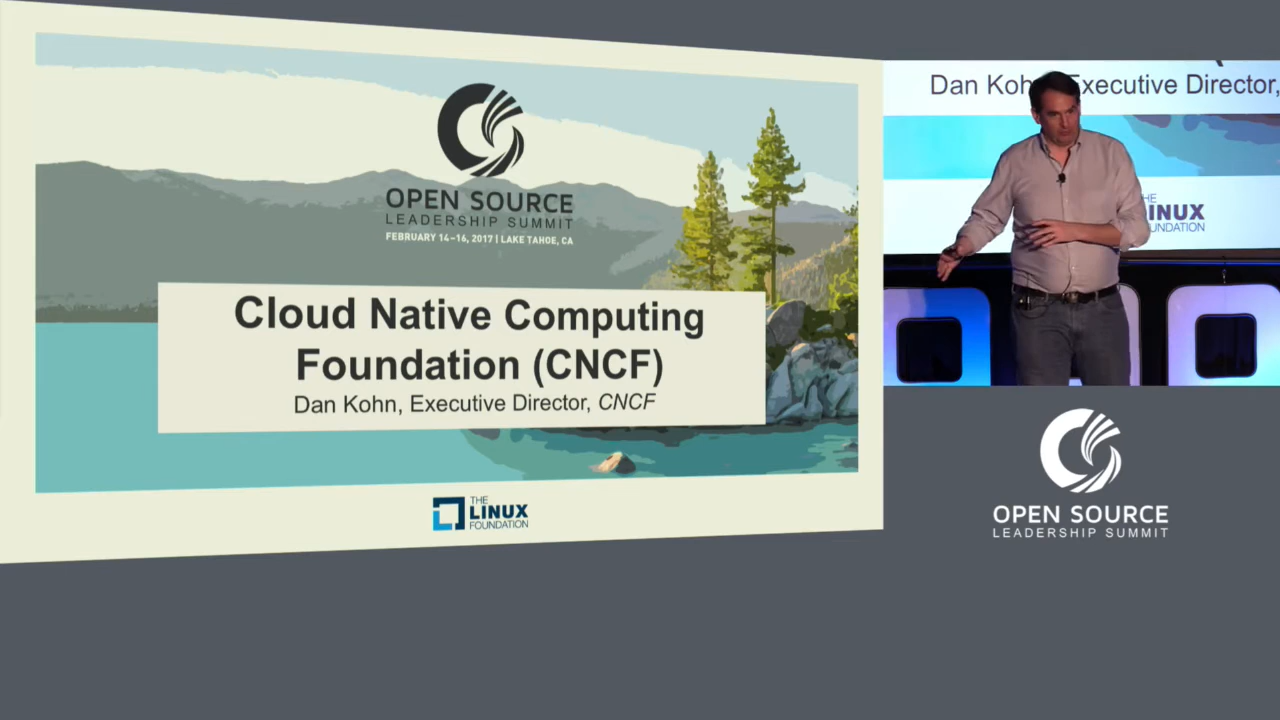 OPEN SOURCE
LEADERSHIP SUMMIT
FEBRUARY 14–16, 2017 | LAKE TAHOE, CA
Cloud Native Computing
Foundation (CNCF)
Dan Kohn, Executive Director, CNCF
THE
LINUX
FOUNDATION
Dan Koh Executive Director,
LINUX
OPEN SOURCE
LEADERSHIP SUMMIT